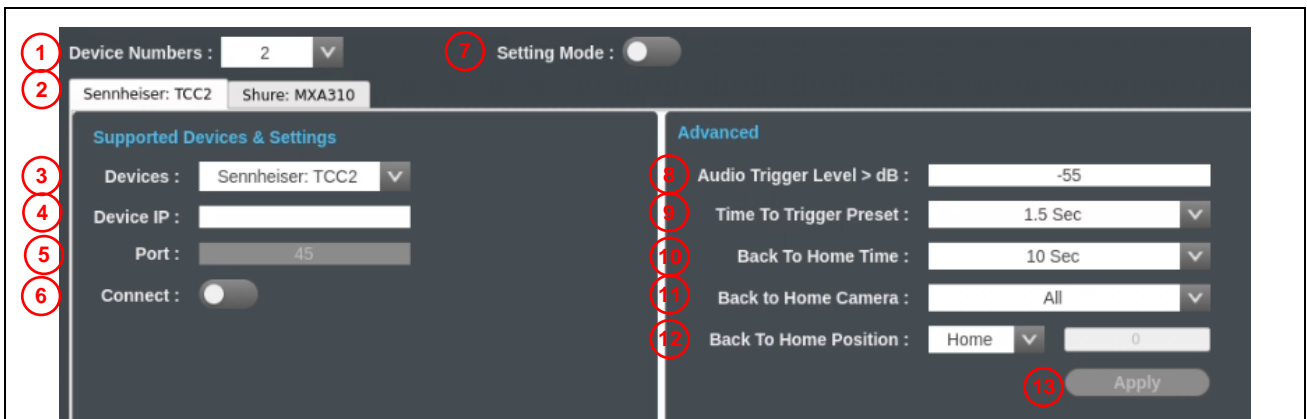 1 Device Numbers : 2 7 Setting Mode :
2 Sennheiser: TCC2 Shure: MXA310
Supported Devices & Settings
3 Devices : Sennheiser: TCC2
4 Device IP :
5 Port : 45
6 Connect :
Advanced
8 Audio Trigger Level > dB : -55
9 Time To Trigger Preset : 1.5 Sec
10 Back To Home Time : 10 Sec
11 Back to Home Camera : All
12 Back To Home Position : Home 0
13 Apply